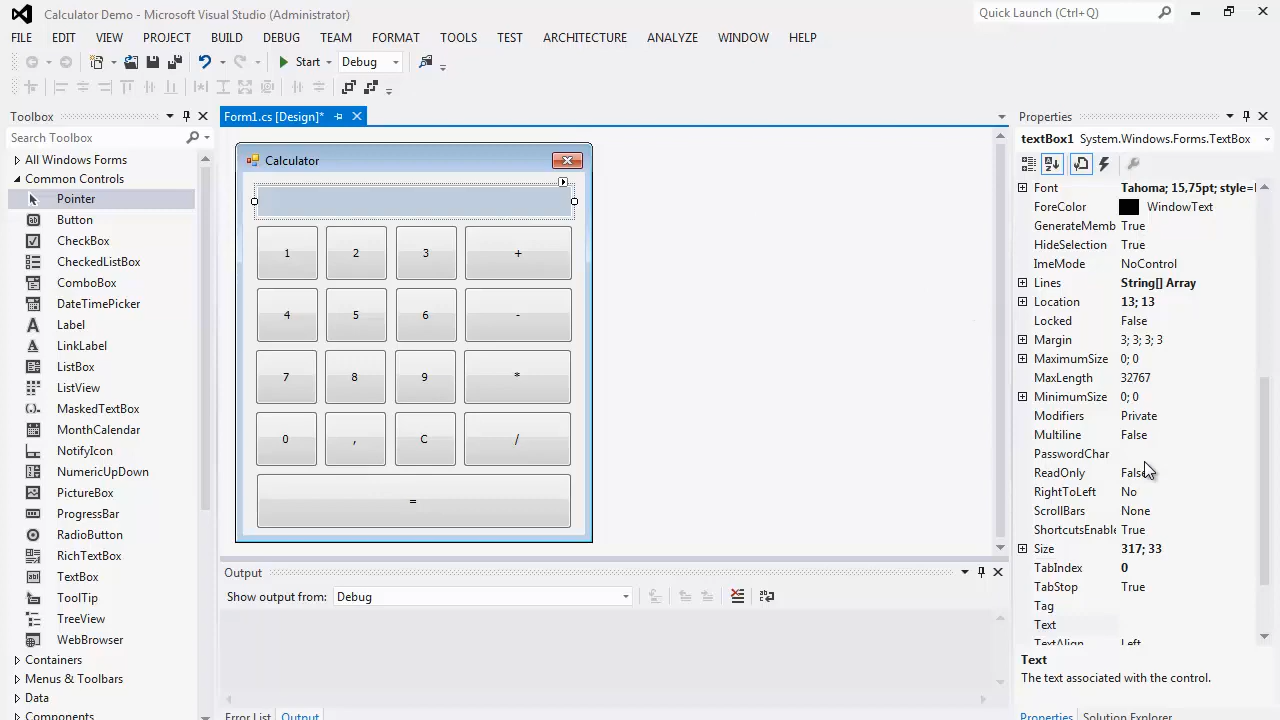 Calculator Demo - Microsoft Visual Studio (Administrator)
Quick Launch (Ctrl+Q)
FILE EDIT VIEW PROJECT BUILD DEBUG TEAM FORMAT TOOLS TEST ARCHITECTURE ANALYZE WINDOW HELP
Start Debug
Toolbox
Search Toolbox
All Windows Forms
Common Controls
Pointer
Button
CheckBox
CheckedListBox
ComboBox
DateTimePicker
Label
LinkLabel
ListBox
ListView
MaskedTextBox
MonthCalendar
NotifyIcon
NumericUpDown
PictureBox
ProgressBar
RadioButton
RichTextBox
TextBox
ToolTip
TreeView
WebBrowser
Containers
Menus & Toolbars
Data
Components
Form1.cs [Design]*
Calculator
1 2 3 +
4 5 6 -
7 8 9 *
0 , C /
=
Output
Show output from: Debug
Error List Output
Properties
textBox1 System.Windows.Forms.TextBox
Font Tahoma; 15,75pt; style=
ForeColor WindowText
GenerateMemb True
HideSelection True
ImeMode NoControl
Lines String[] Array
Location 13; 13
Locked False
Margin 3; 3; 3; 3
MaximumSize 0; 0
MaxLength 32767
MinimumSize 0; 0
Modifiers Private
Multiline False
PasswordChar
ReadOnly False
RightToLeft No
ScrollBars None
ShortcutsEnable True
Size 317; 33
TabIndex 0
TabStop True
Tag
Text
TextAlign Left
Text
The text associated with the control.
Properties Solution Explorer